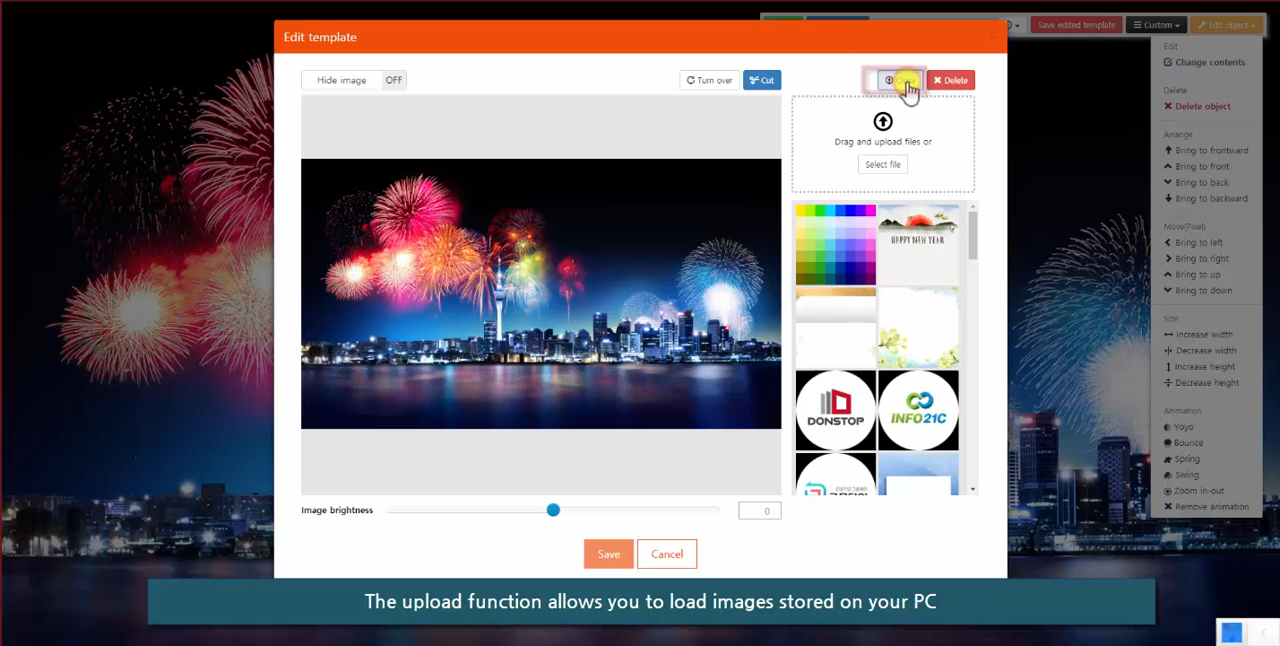 Edit template
Save edited template
Custom
Edit object
Hide image
OFF
Turn over
Cut
Delete
Drag and upload files or
Select file
HAPPY NEW YEAR
DONSTOP
INFO21C
Image brightness
0
Save
Cancel
Edit
Change contents
Delete
Delete object
Arrange
Bring to frontward
Bring to front
Bring to back
Bring to backward
Move(Pixel)
Bring to left
Bring to right
Bring to up
Bring to down
Size
Increase width
Decrease width
Increase height
Decrease height
Animation
Yoyo
Bounce
Spring
Swing
Zoom in-out
Remove animation
The upload function allows you to load images stored on your PC